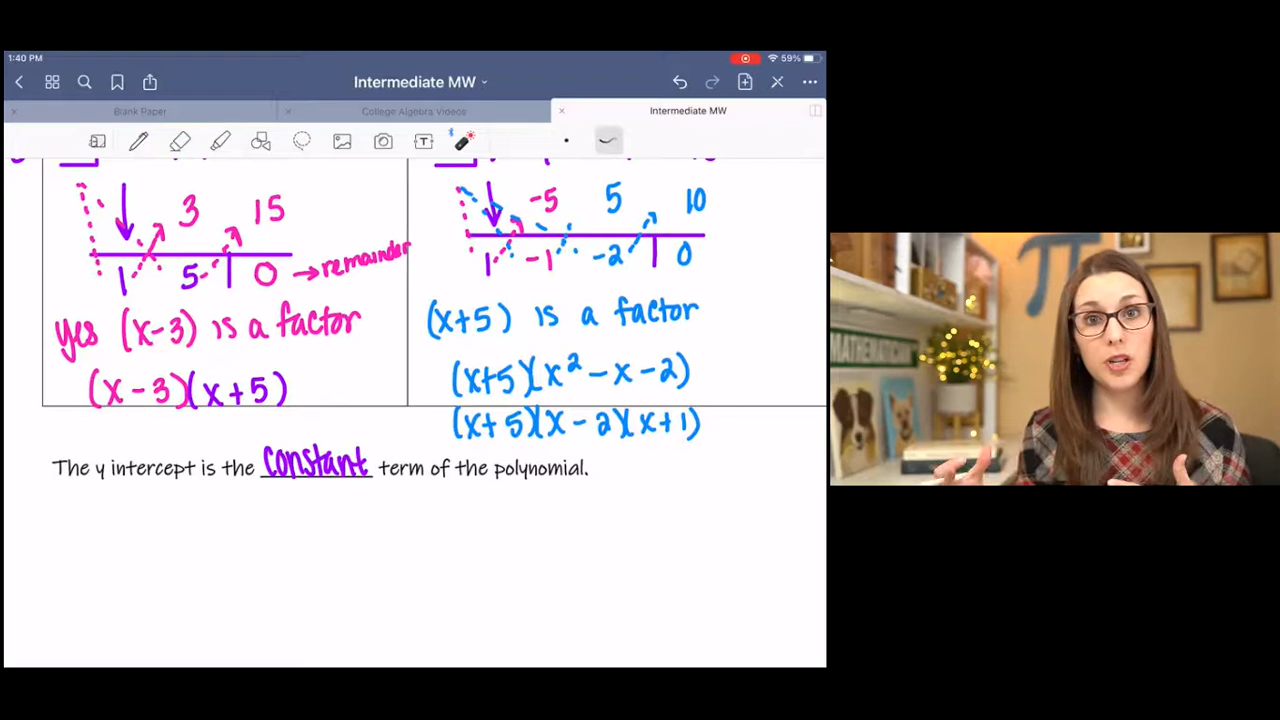 1:40 PM
59%
Intermediate MW
Blank Paper
College Algebra Videos
Intermediate MW
3 15
1 5 0 → remainder
yes (x-3) is a factor
(x-3)(x+5)
-5 5 10
1 -1 -2 0
(x+5) is a factor
(x+5)(x² - x - 2)
(x+5)(x-2)(x+1)
The y intercept is the constant term of the polynomial.
MATHEMATICIAN